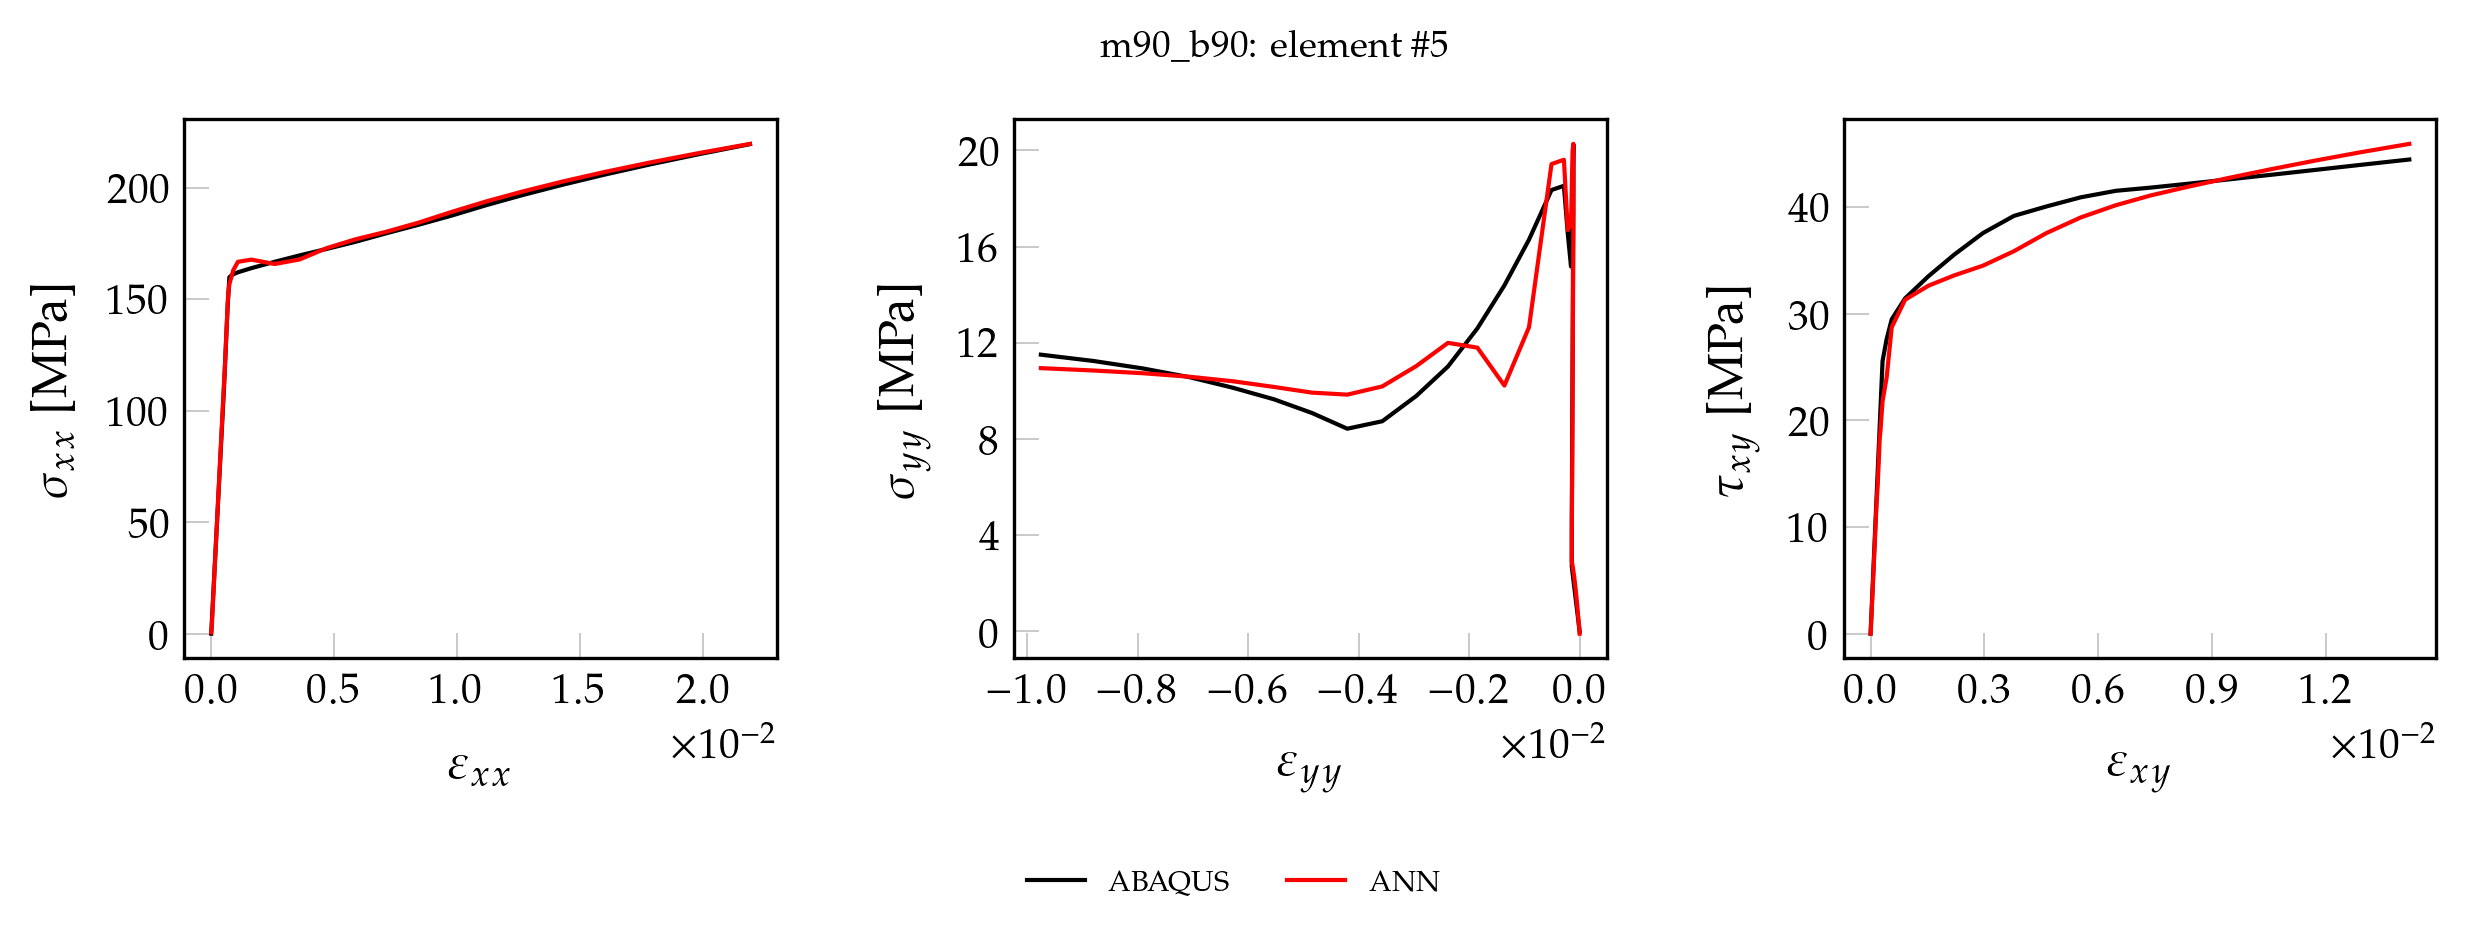 m90_b90: element #5
σxx [MPa]
200
150
100
50
0
0.0 0.5 1.0 1.5 2.0
×10⁻²
εxx
σyy [MPa]
20
16
12
8
4
0
−1.0 −0.8 −0.6 −0.4 −0.2 0.0
×10⁻²
εyy
τxy [MPa]
40
30
20
10
0
0.0 0.3 0.6 0.9 1.2
×10⁻²
εxy
ABAQUS ANN